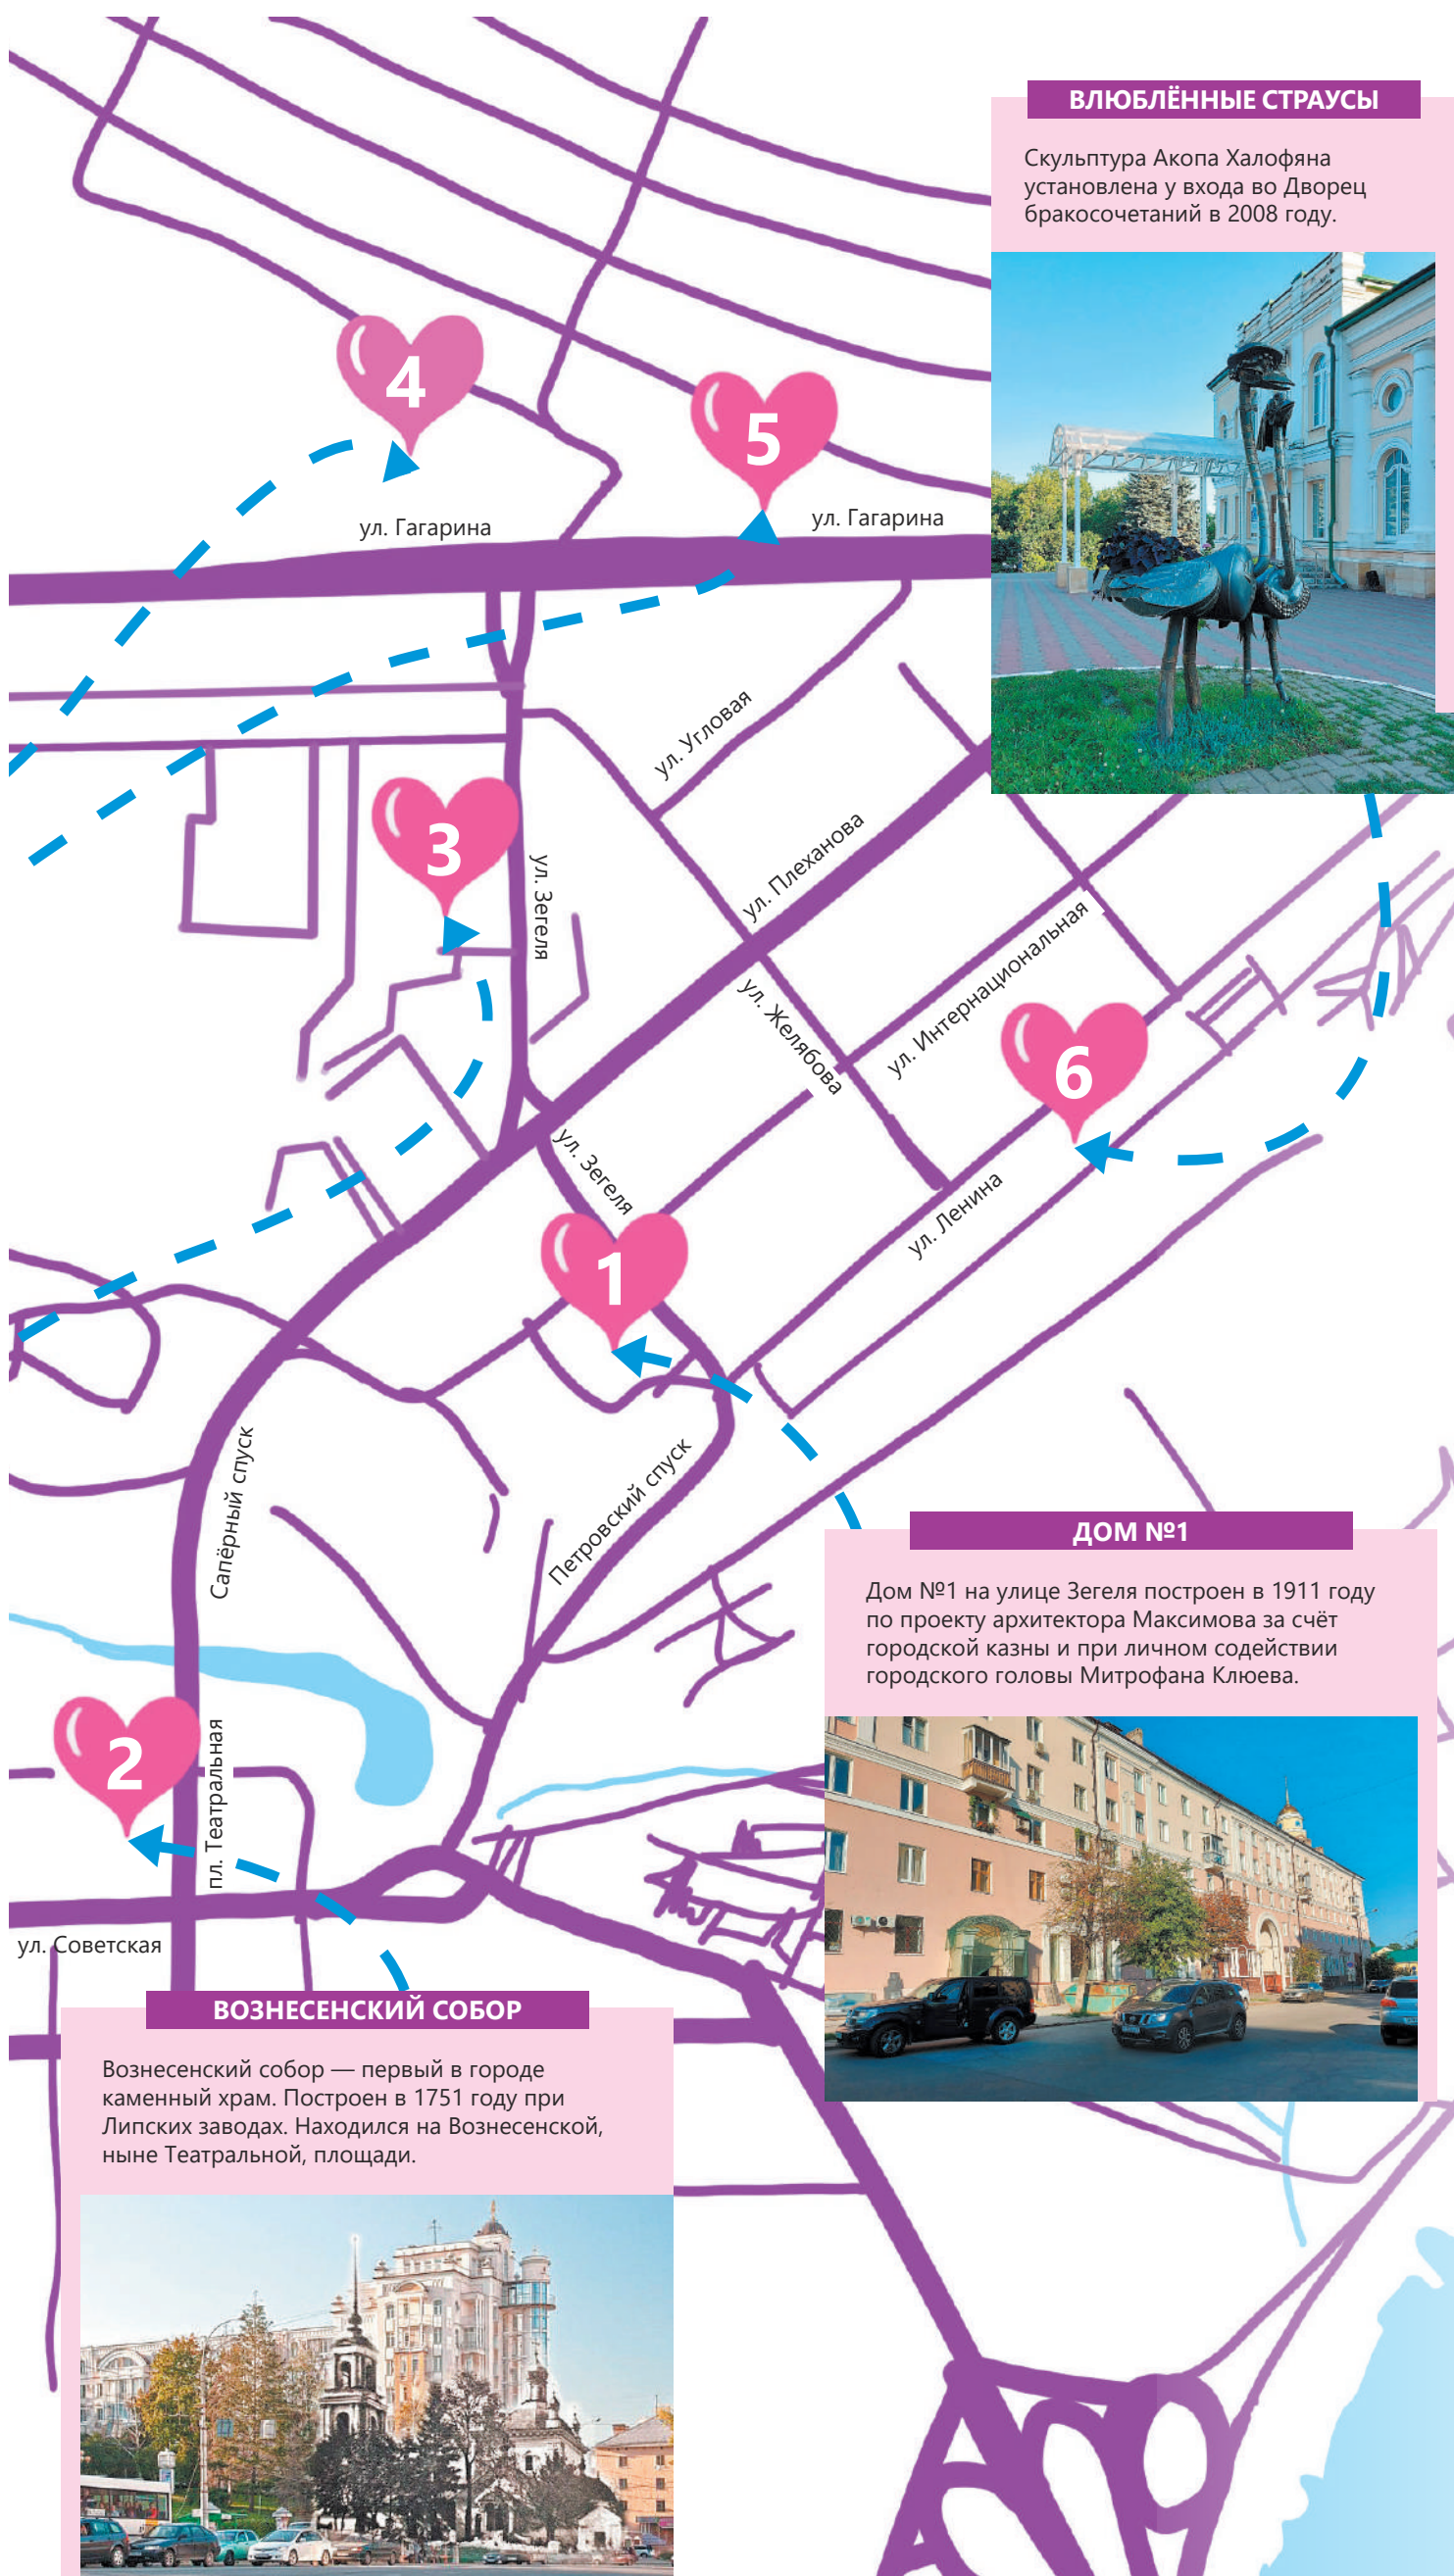 ВЛЮБЛЁННЫЕ СТРАУСЫ
Скульптура Акопа Халофяна
установлена у входа во Дворец
бракосочетаний в 2008 году.
4
5
ул. Гагарина
ул. Гагарина
ул. Угловая
3
ул. Зегеля
ул. Плеханова
ул. Интернациональная
ул. Желябова
6
ул. Зегеля
ул. Ленина
1
Сапёрный спуск
Петровский спуск
ДОМ №1
Дом №1 на улице Зегеля построен в 1911 году
по проекту архитектора Максимова за счёт
городской казны и при личном содействии
городского головы Митрофана Клюева.
2
пл. Театральная
ул. Советская
ВОЗНЕСЕНСКИЙ СОБОР
Вознесенский собор — первый в городе
каменный храм. Построен в 1751 году при
Липских заводах. Находился на Вознесенской,
ныне Театральной, площади.